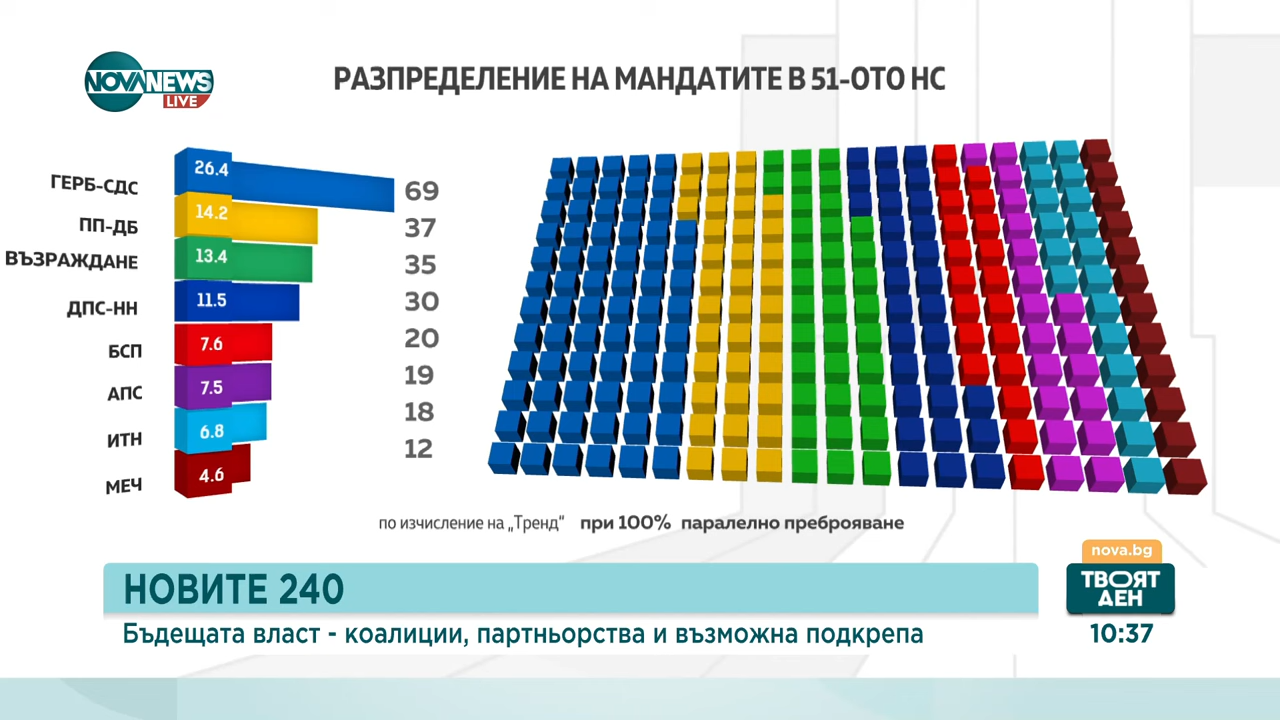 NOVANEWS
LIVE
РАЗПРЕДЕЛЕНИЕ НА МАНДАТИТЕ В 51-ОТО НС
ГЕРБ-СДС 26.4 69
ПП-ДБ 14.2 37
ВЪЗРАЖДАНЕ 13.4 35
ДПС-НН 11.5 30
БСП 7.6 20
АПС 7.5 19
ИТН 6.8 18
МЕЧ 4.6 12
по изчисление на „Тренд“ при 100% паралелно преброяване
НОВИТЕ 240
Бъдещата власт - коалиции, партньорства и възможна подкрепа
nova.bg
ТВОЯТ
ДЕН
10:37